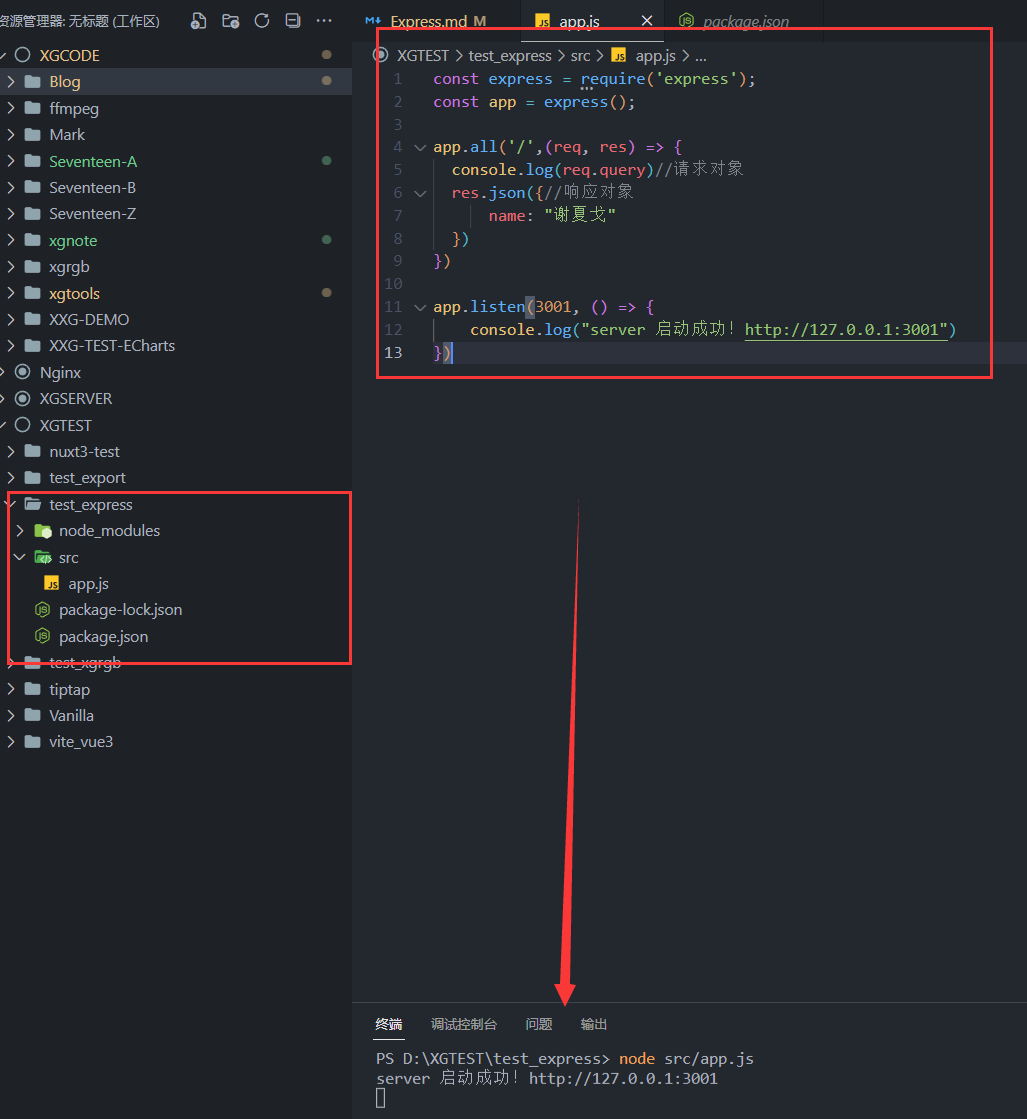 资源管理器: 无标题 (工作区)
XGCODE
Blog
ffmpeg
Mark
Seventeen-A
Seventeen-B
Seventeen-Z
xgnote
xgrgb
xgtools
XXG-DEMO
XXG-TEST-ECharts
Nginx
XGSERVER
XGTEST
nuxt3-test
test_export
test_express
node_modules
src
JS app.js
package-lock.json
package.json
test_xgrgb
tiptap
Vanilla
vite_vue3
Express.md M
JS app.js
package.json
XGTEST > test_express > src > JS app.js > ...
1 const express = require('express');
2 const app = express();
3
4 app.all('/',(req, res) => {
5 console.log(req.query)//请求对象
6 res.json({//响应对象
7 name: "谢夏戈"
8 })
9 })
10
11 app.listen(3001, () => {
12 console.log("server 启动成功! http://127.0.0.1:3001")
13 })
终端 调试控制台 问题 输出
PS D:\XGTEST\test_express> node src/app.js
server 启动成功! http://127.0.0.1:3001